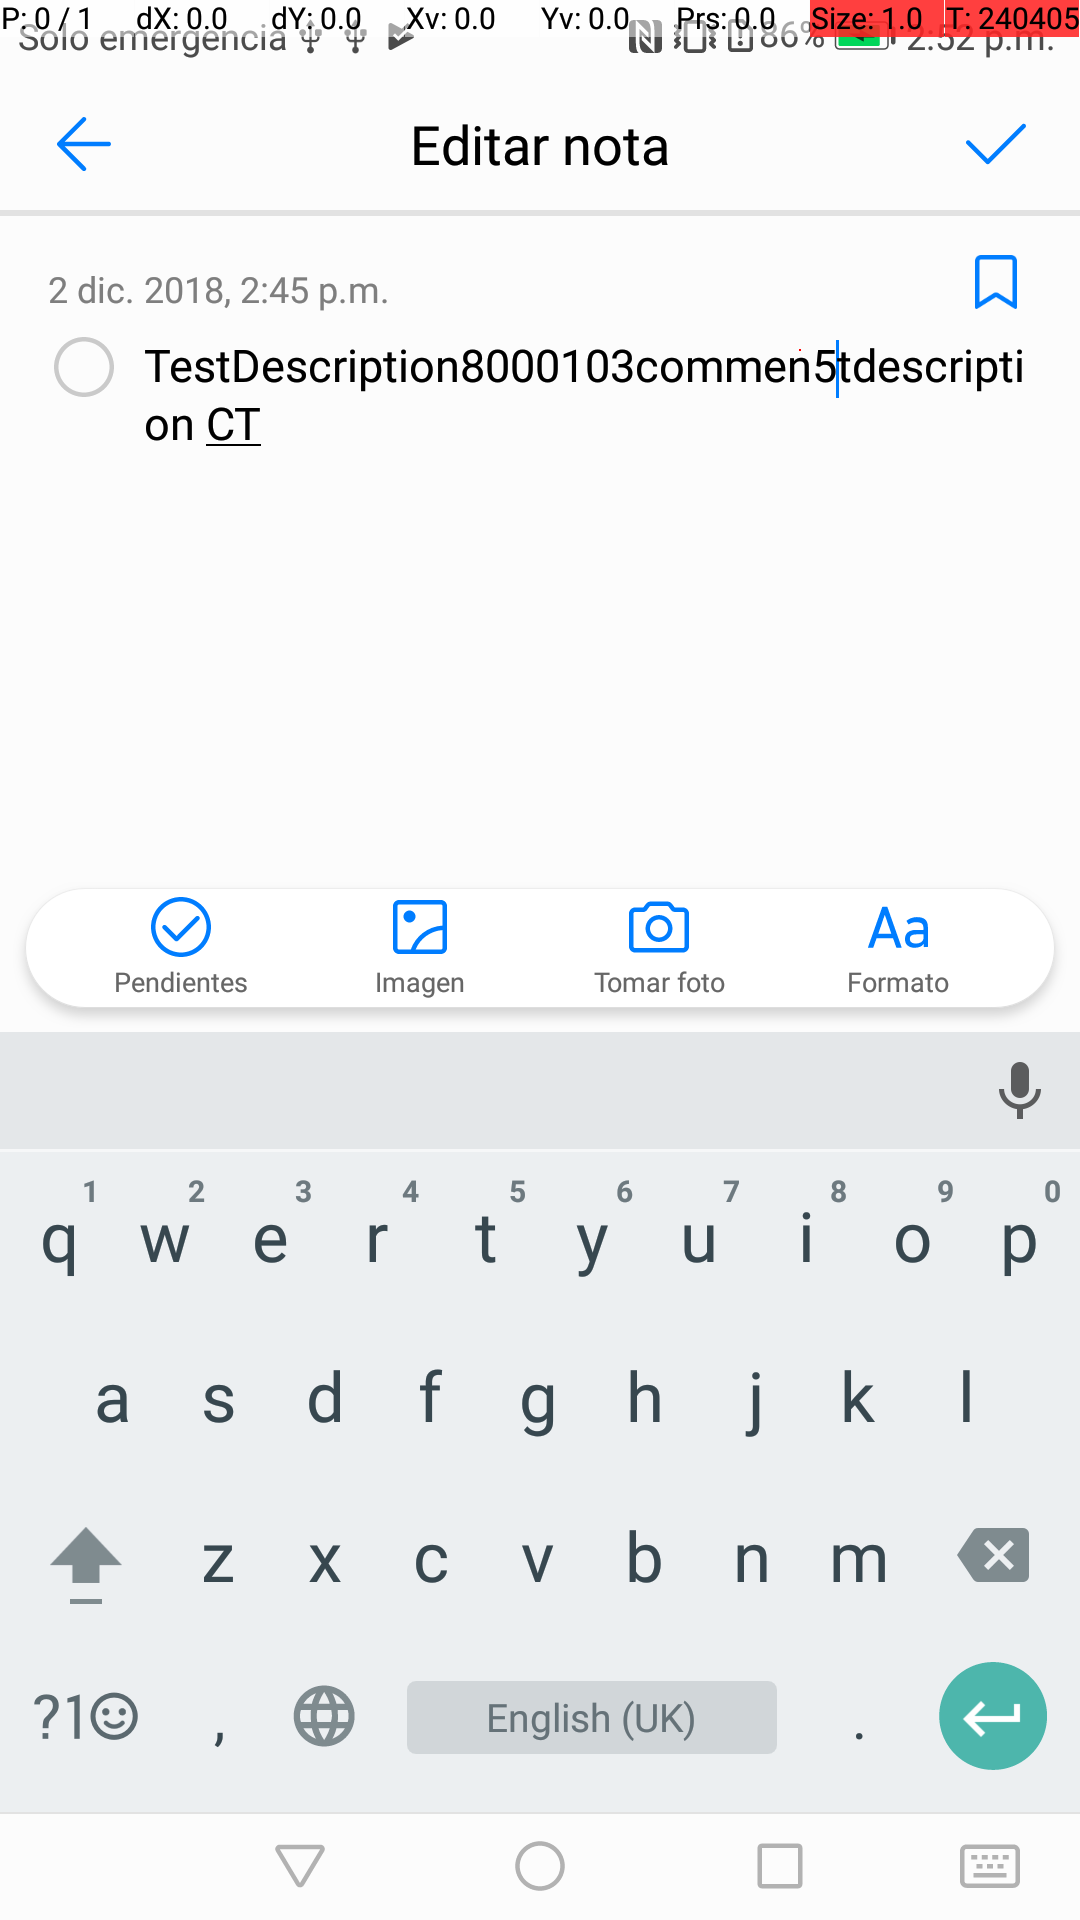 P: 0 / 1 dX: 0.0 dY: 0.0 Xv: 0.0 Yv: 0.0 Prs: 0.0 Size: 1.0 T: 240405
Solo emergencia 86% 2:52 p.m.
Editar nota
2 dic. 2018, 2:45 p.m.
TestDescription8000103commen5tdescripti
on CT
Pendientes Imagen Tomar foto Aa Formato
1 2 3 4 5 6 7 8 9 0
q w e r t y u i o p
a s d f g h j k l
z x c v b n m
?1☺ , English (UK) .